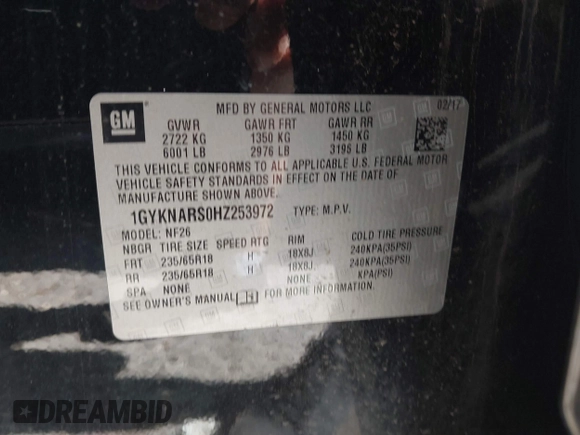 MFD BY GENERAL MOTORS LLC 02/17
GM
GVWR GAWR FRT GAWR RR
2722 KG 1350 KG 1450 KG
6001 LB 2976 LB 3196 LB
THIS VEHICLE CONFORMS TO ALL APPLICABLE U.S. FEDERAL MOTOR
VEHICLE SAFETY STANDARDS IN EFFECT ON THE DATE OF
MANUFACTURE SHOWN ABOVE.
1GYKNARS0HZ253972 TYPE: M.P.V.
MODEL: NF26
NBGR TIRE SIZE SPEED RTG RIM COLD TIRE PRESSURE
FRT 235/65R18 H 18X8J 240KPA(35PSI)
RR 235/65R18 H 18X8J 240KPA(35PSI)
SPA NONE NONE KPA(PSI)
SEE OWNER'S MANUAL FOR MORE INFORMATION.
DREAMBID